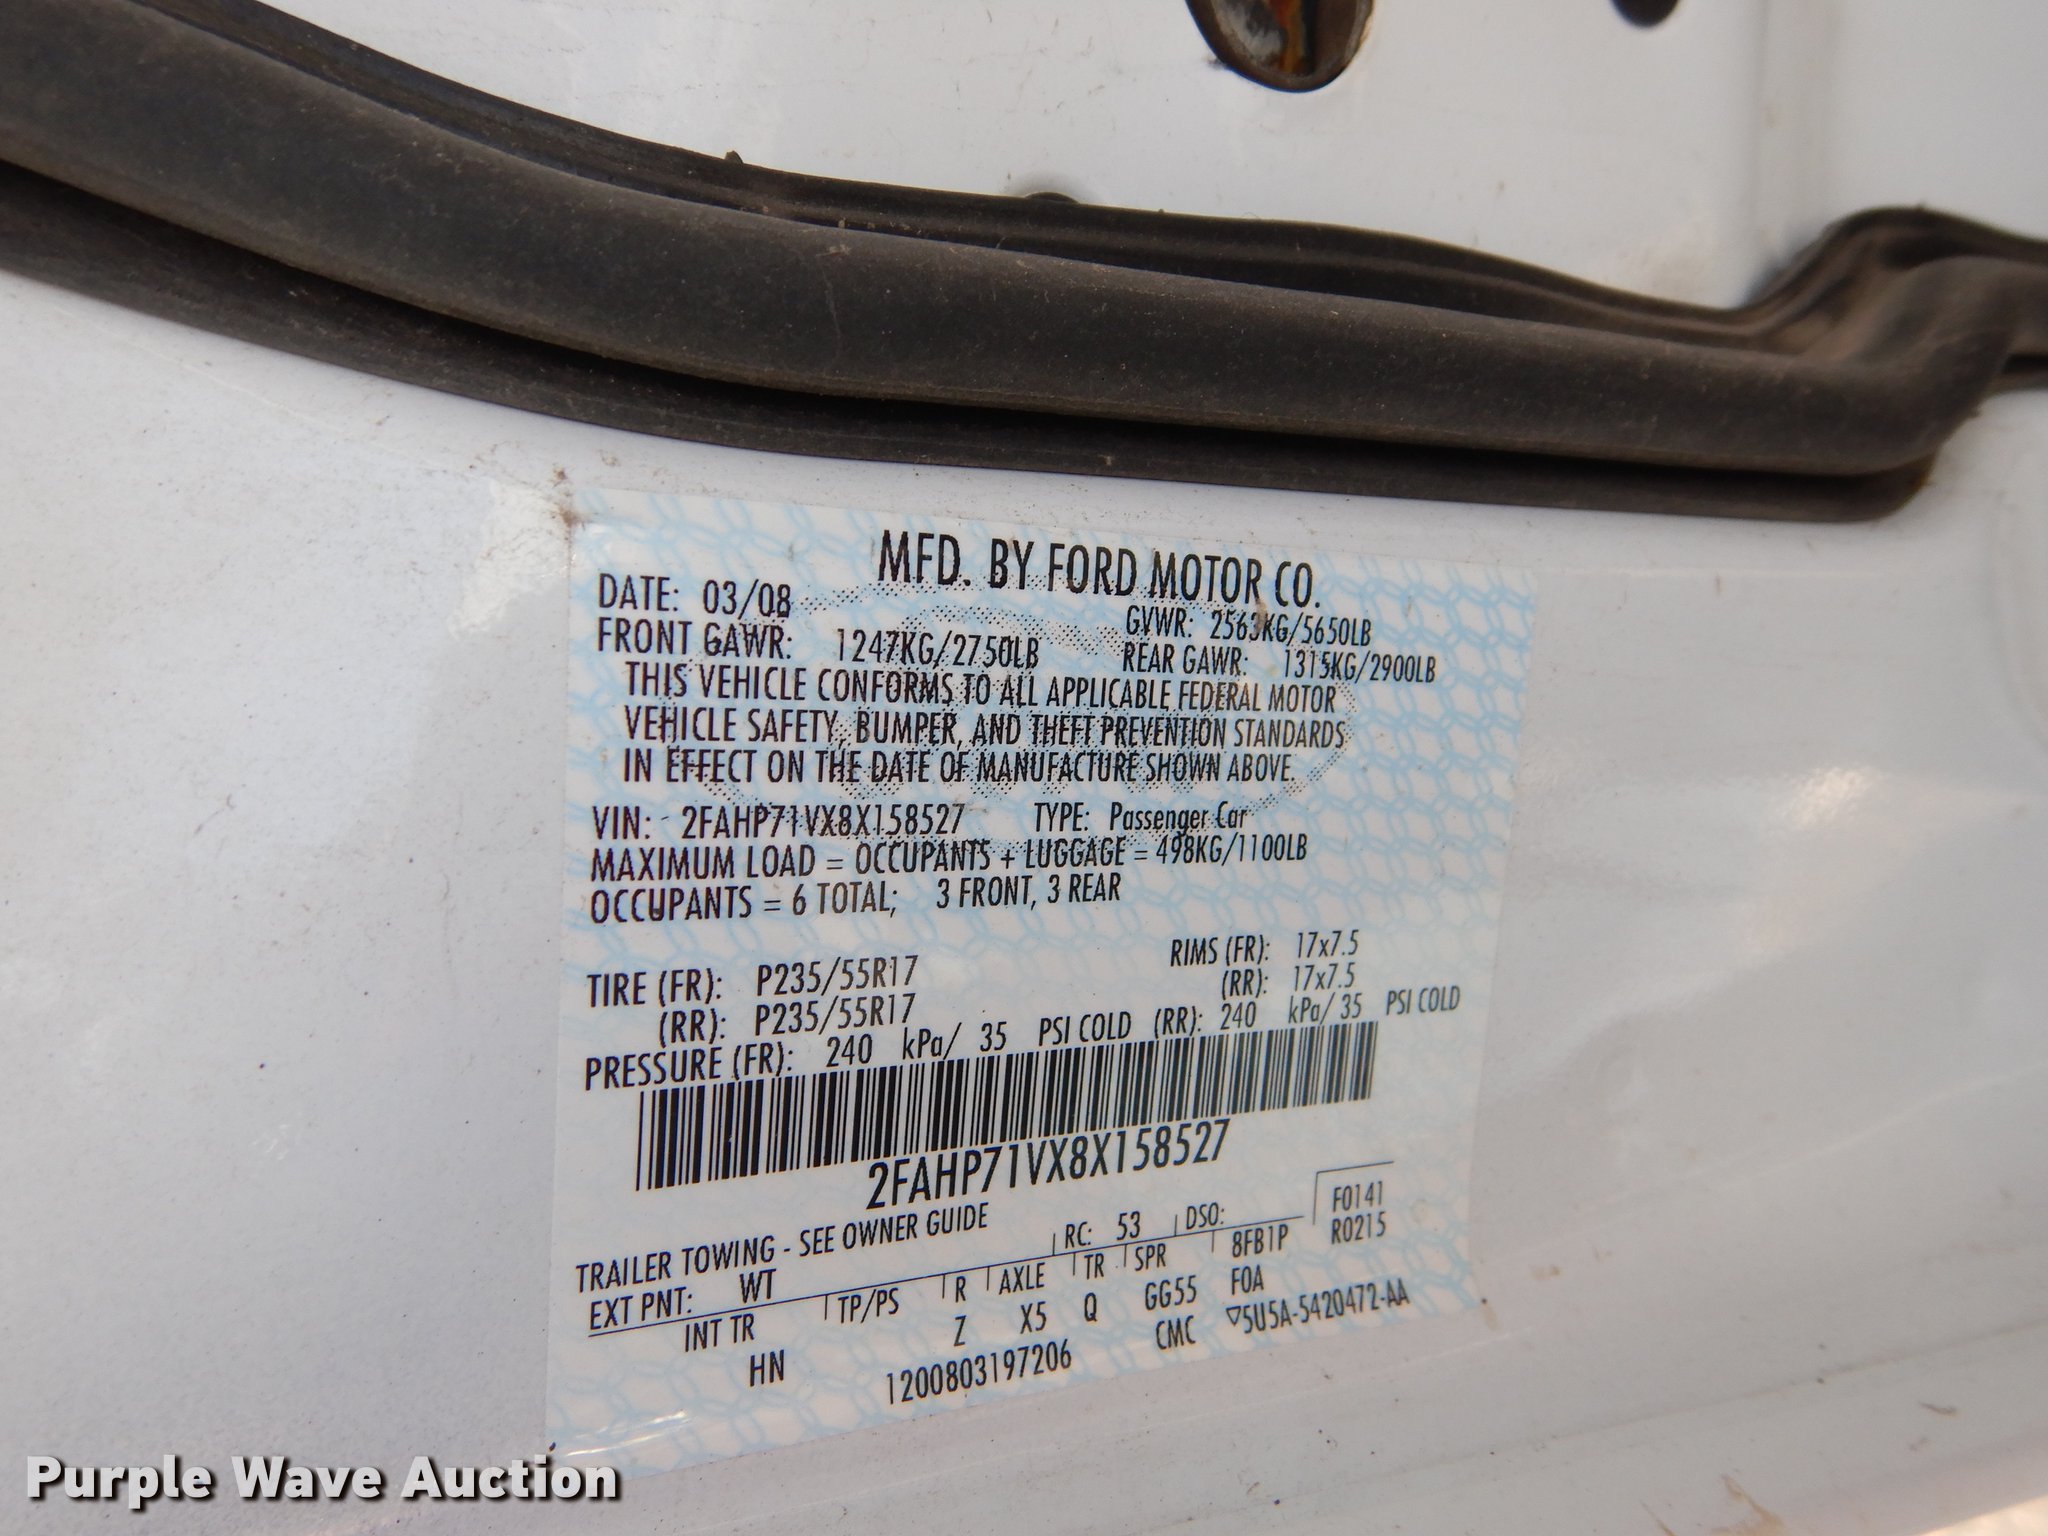 MFD. BY FORD MOTOR CO.
DATE: 03/08 GVWR: 2563KG/5650LB
FRONT GAWR: 1247KG/2750LB REAR GAWR: 1315KG/2900LB
THIS VEHICLE CONFORMS TO ALL APPLICABLE FEDERAL MOTOR
VEHICLE SAFETY, BUMPER, AND THEFT PREVENTION STANDARDS
IN EFFECT ON THE DATE OF MANUFACTURE SHOWN ABOVE.
VIN: 2FAHP71VX8X158527 TYPE: Passenger Car
MAXIMUM LOAD = OCCUPANTS + LUGGAGE = 498KG/1100LB
OCCUPANTS = 6 TOTAL; 3 FRONT, 3 REAR
TIRE (FR): P235/55R17 RIMS (FR): 17x7.5
(RR): P235/55R17 (RR): 17x7.5
PRESSURE (FR): 240 kPa/ 35 PSI COLD (RR): 240 kPa/ 35 PSI COLD
2FAHP71VX8X158527
TRAILER TOWING - SEE OWNER GUIDE
EXT PNT: WT RC: 53 DSO: F0141
INT TR TP/PS R AXLE TR SPR 8FB1P R0215
HN Z X5 Q GG55 F0A
1200803197206 CMC ▽5U5A-5420472-AA
Purple Wave Auction